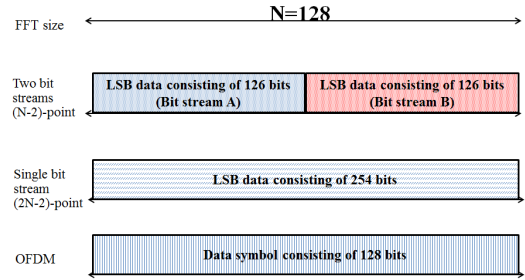 N=128
FFT size
Two bit
streams
(N-2)-point
LSB data consisting of 126 bits
(Bit stream A)
LSB data consisting of 126 bits
(Bit stream B)
Single bit
stream
(2N-2)-point
LSB data consisting of 254 bits
OFDM
Data symbol consisting of 128 bits